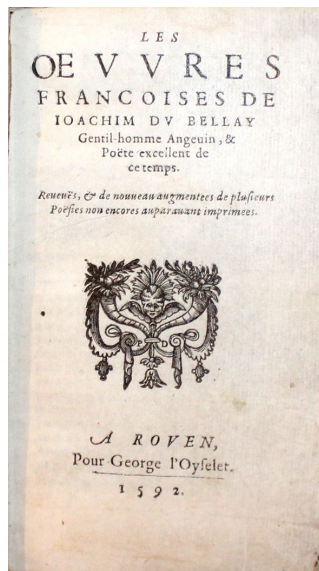 LES
OEVVRES
FRANCOISES DE
IOACHIM DV BELLAY
Gentil-homme Angeuin, &
Poëte excellent de
ce temps.
Reueuës, & de nouueau augmentees de plusieurs
Poësies non encores auparauant imprimees.
P D
A ROVEN,
Pour George l'Oyselet.
1592.